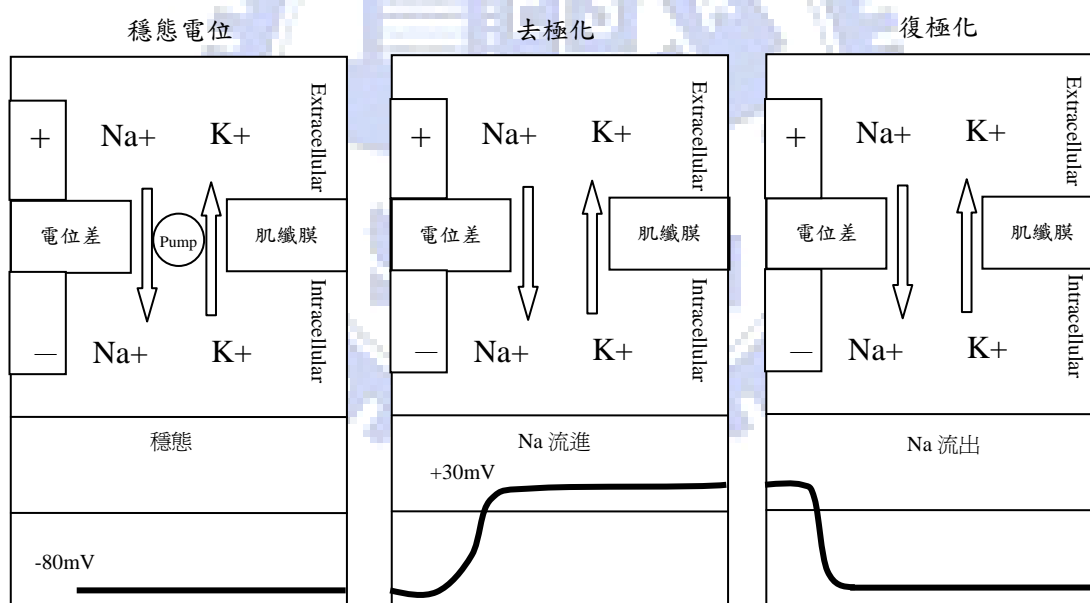 穩態電位
+
Na+
K+
Extracellular
電位差
Pump
肌纖膜
—
Na+
K+
Intracellular
穩態
-80mV
去極化
+
Na+
K+
Extracellular
電位差
肌纖膜
—
Na+
K+
Intracellular
Na 流進
+30mV
復極化
+
Na+
K+
Extracellular
電位差
肌纖膜
—
Na+
K+
Intracellular
Na 流出